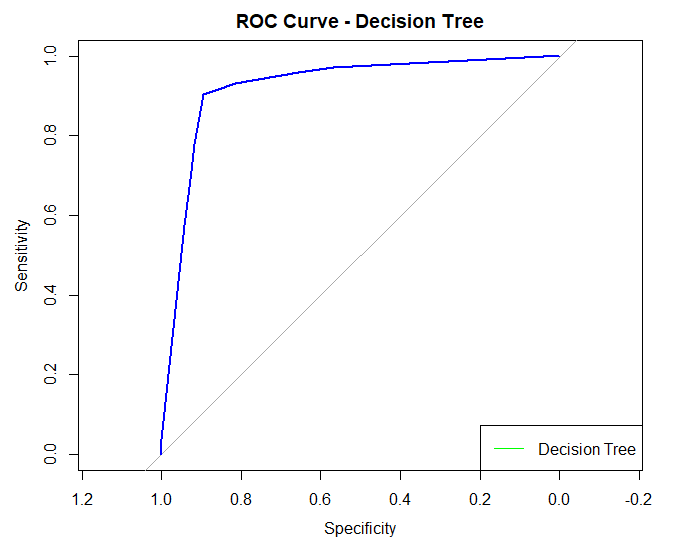 ROC Curve - Decision Tree
Sensitivity
1.0
0.8
0.6
0.4
0.2
0.0
Decision Tree
1.2 1.0 0.8 0.6 0.4 0.2 0.0 -0.2
Specificity